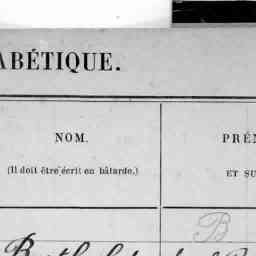 ABÉTIQUE.
NOM.
PRÉN
(Il doit être écrit en bâtarde.)
ET SU
B